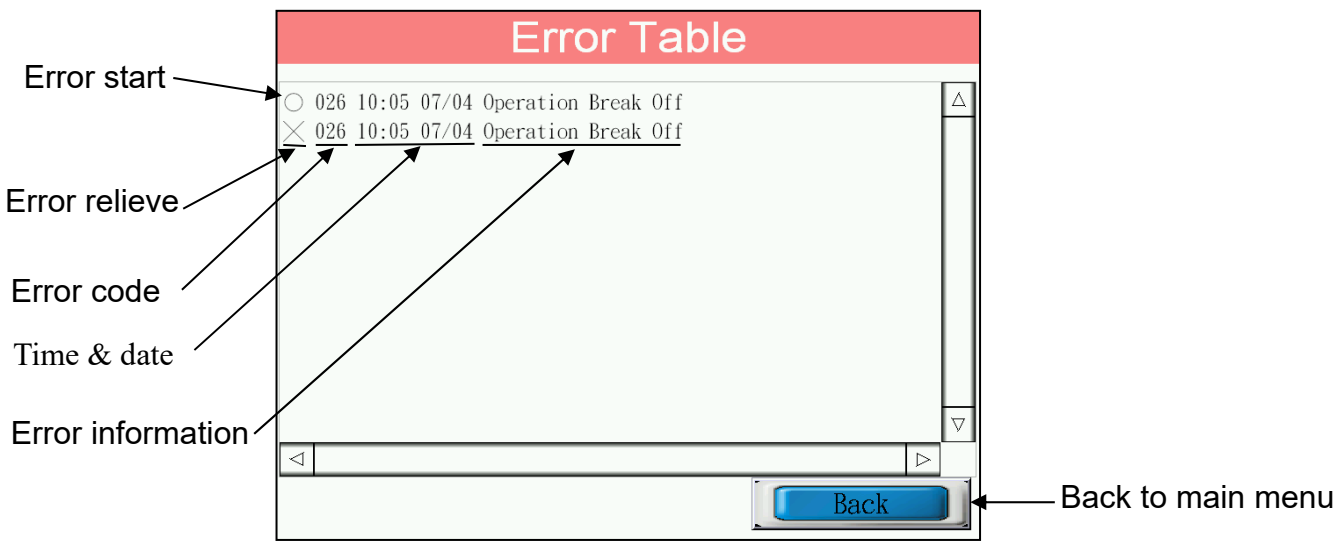 Error Table
Error start
○ 026 10:05 07/04 Operation Break Off
× 026 10:05 07/04 Operation Break Off
Error relieve
Error code
Time & date
Error information
Back
Back to main menu